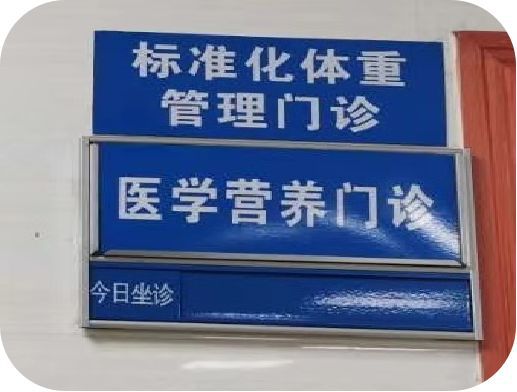 标准化体重
管理门诊
医学营养门诊
今日坐诊